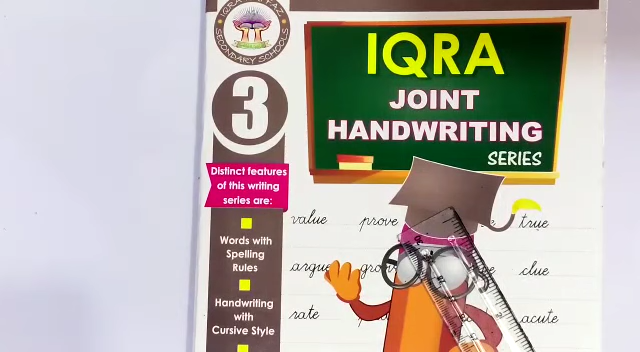 SECONDARY SCHOOLS
IQRA
JOINT
HANDWRITING
SERIES
3
Distinct features
of this writing
series are:
Words with
Spelling
Rules
Handwriting
with
Cursive Style
value prove true
argue clue
rate acute